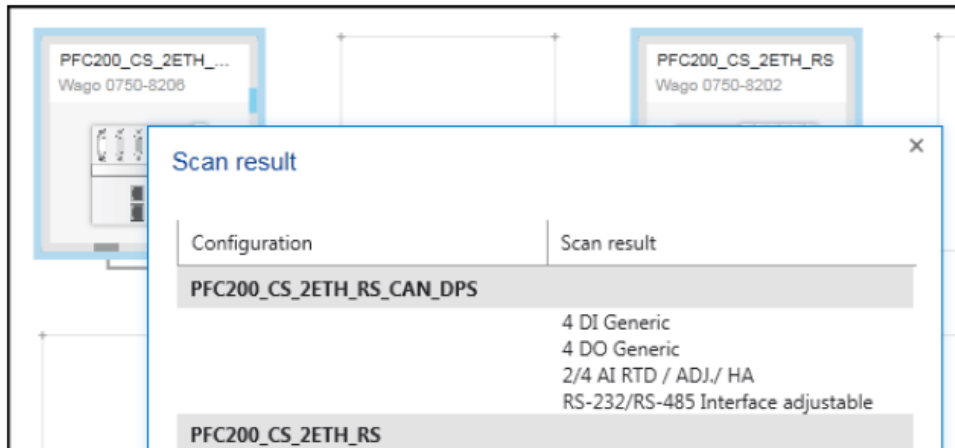 PFC200_CS_2ETH_...
Wago 0750-8206
PFC200_CS_2ETH_RS
Wago 0750-8202
Scan result
Configuration
Scan result
PFC200_CS_2ETH_RS_CAN_DPS
4 DI Generic
4 DO Generic
2/4 AI RTD / ADJ./ HA
RS-232/RS-485 Interface adjustable
PFC200_CS_2ETH_RS